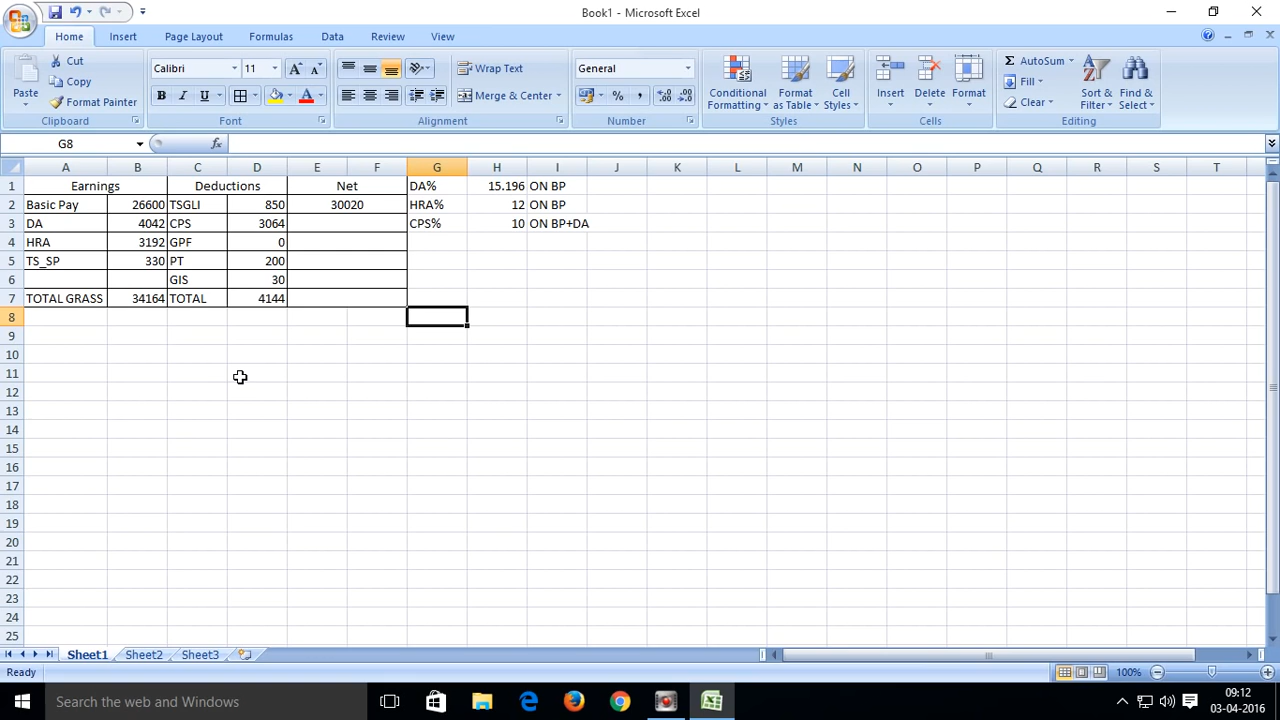 Book1 - Microsoft Excel
Home Insert Page Layout Formulas Data Review View
Paste Cut Copy Format Painter Clipboard
Calibri 11 A A B I U A Font
Wrap Text Merge & Center Alignment
General % , Number
Conditional Formatting Format as Table Cell Styles Styles
Insert Delete Format Cells
AutoSum Fill Clear Sort & Filter Find & Select Editing
G8 fx
A B C D E F G H I J K L M N O P Q R S T
1 Earnings Deductions Net DA% 15.196 ON BP
2 Basic Pay 26600 TSGLI 850 30020 HRA% 12 ON BP
3 DA 4042 CPS 3064 CPS% 10 ON BP+DA
4 HRA 3192 GPF 0
5 TS_SP 330 PT 200
6 GIS 30
7 TOTAL GRASS 34164 TOTAL 4144
8
9
10
11
12
13
14
15
16
17
18
19
20
21
22
23
24
25
Sheet1 Sheet2 Sheet3
Ready 100%
Search the web and Windows
09:12
03-04-2016